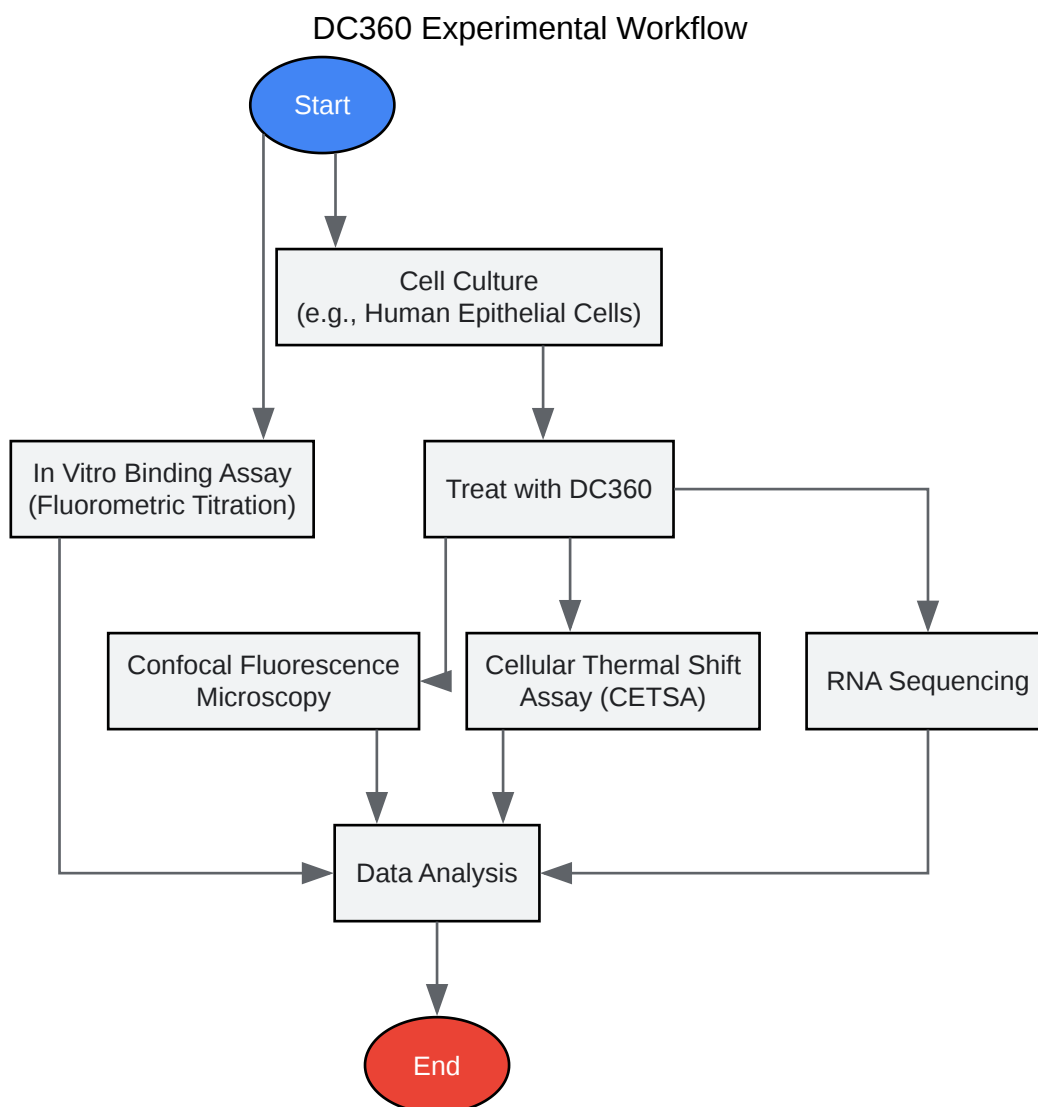 DC360 Experimental Workflow
Start
Cell Culture
(e.g., Human Epithelial Cells)
In Vitro Binding Assay
(Fluorometric Titration)
Treat with DC360
Confocal Fluorescence
Microscopy
Cellular Thermal Shift
Assay (CETSA)
RNA Sequencing
Data Analysis
End